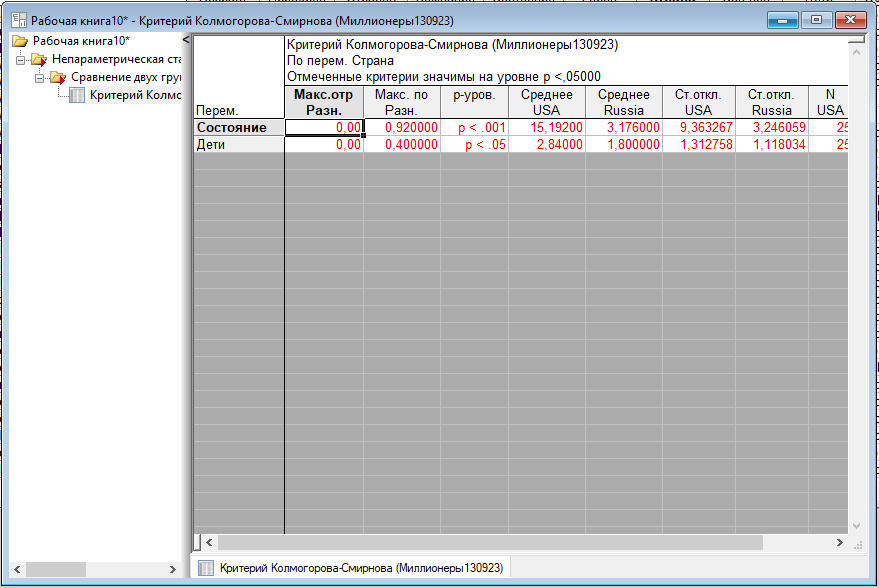 Рабочая книга10* - Критерий Колмогорова-Смирнова (Миллионеры130923)
Рабочая книга10*
Непараметрическая ста
Сравнение двух груг
Критерий Колмо
Критерий Колмогорова-Смирнова (Миллионеры130923)
По перем. Страна
Отмеченные критерии значимы на уровне p <,05000
Перем. Макс.отр Разн. Макс. по Разн. p-уров. Среднее USA Среднее Russia Ст.откл. USA Ст.откл. Russia N USA
Состояние 0,00 0,920000 p < .001 15,19200 3,176000 9,363267 3,246059 25
Дети 0,00 0,400000 p < .05 2,84000 1,800000 1,312758 1,118034 25
Критерий Колмогорова-Смирнова (Миллионеры130923)